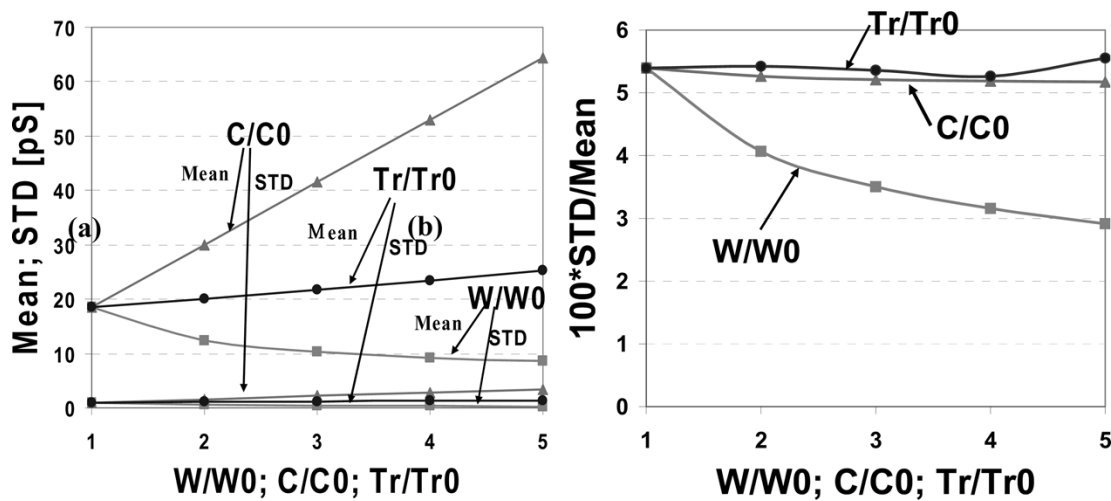 Mean; STD [pS]
70
60
50
40
30
20
10
0
1 2 3 4 5
W/W0; C/C0; Tr/Tr0
C/C0
Mean
STD
Tr/Tr0
(a)
Mean
STD
(b)
W/W0
Mean
STD
100*STD/Mean
6
5
4
3
2
1
0
1 2 3 4 5
W/W0; C/C0; Tr/Tr0
Tr/Tr0
C/C0
W/W0